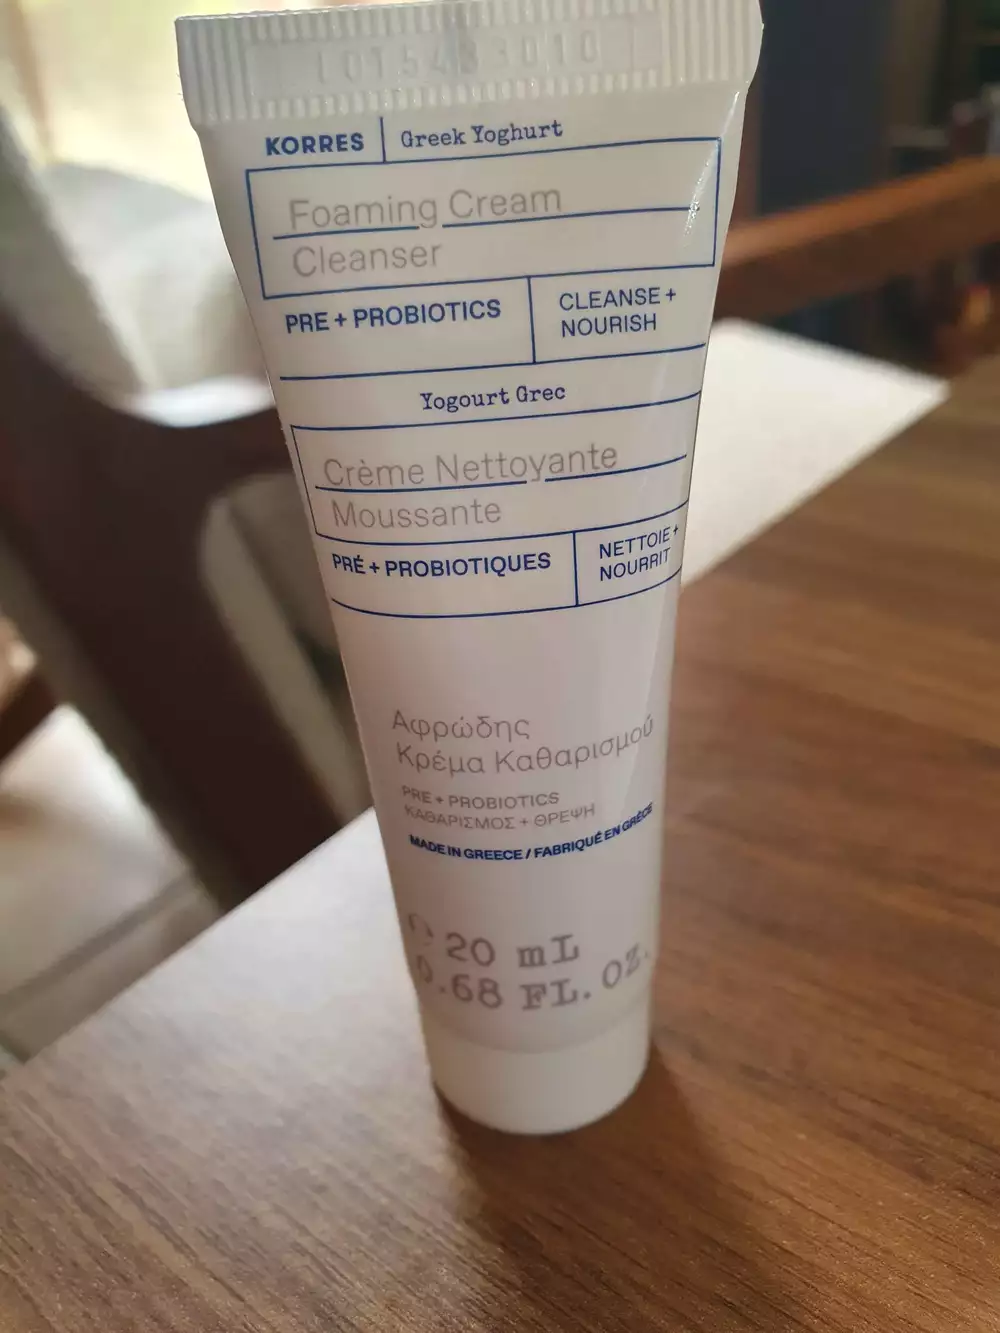 KORRES | Greek Yoghurt
Foaming Cream
Cleanser
PRE + PROBIOTICS
CLEANSE +
NOURISH
Yogourt Grec
Crème Nettoyante
Moussante
PRÉ + PROBIOTIQUES
NETTOIE +
NOURRIT
Αφρώδης
Κρέμα Καθαρισμού
PRE + PROBIOTICS
ΚΑΘΑΡΙΣΜΟΣ + ΘΡΕΨΗ
MADE IN GREECE / FABRIQUÉ EN GRÈCE
℮ 20 mL
0.68 FL. OZ.